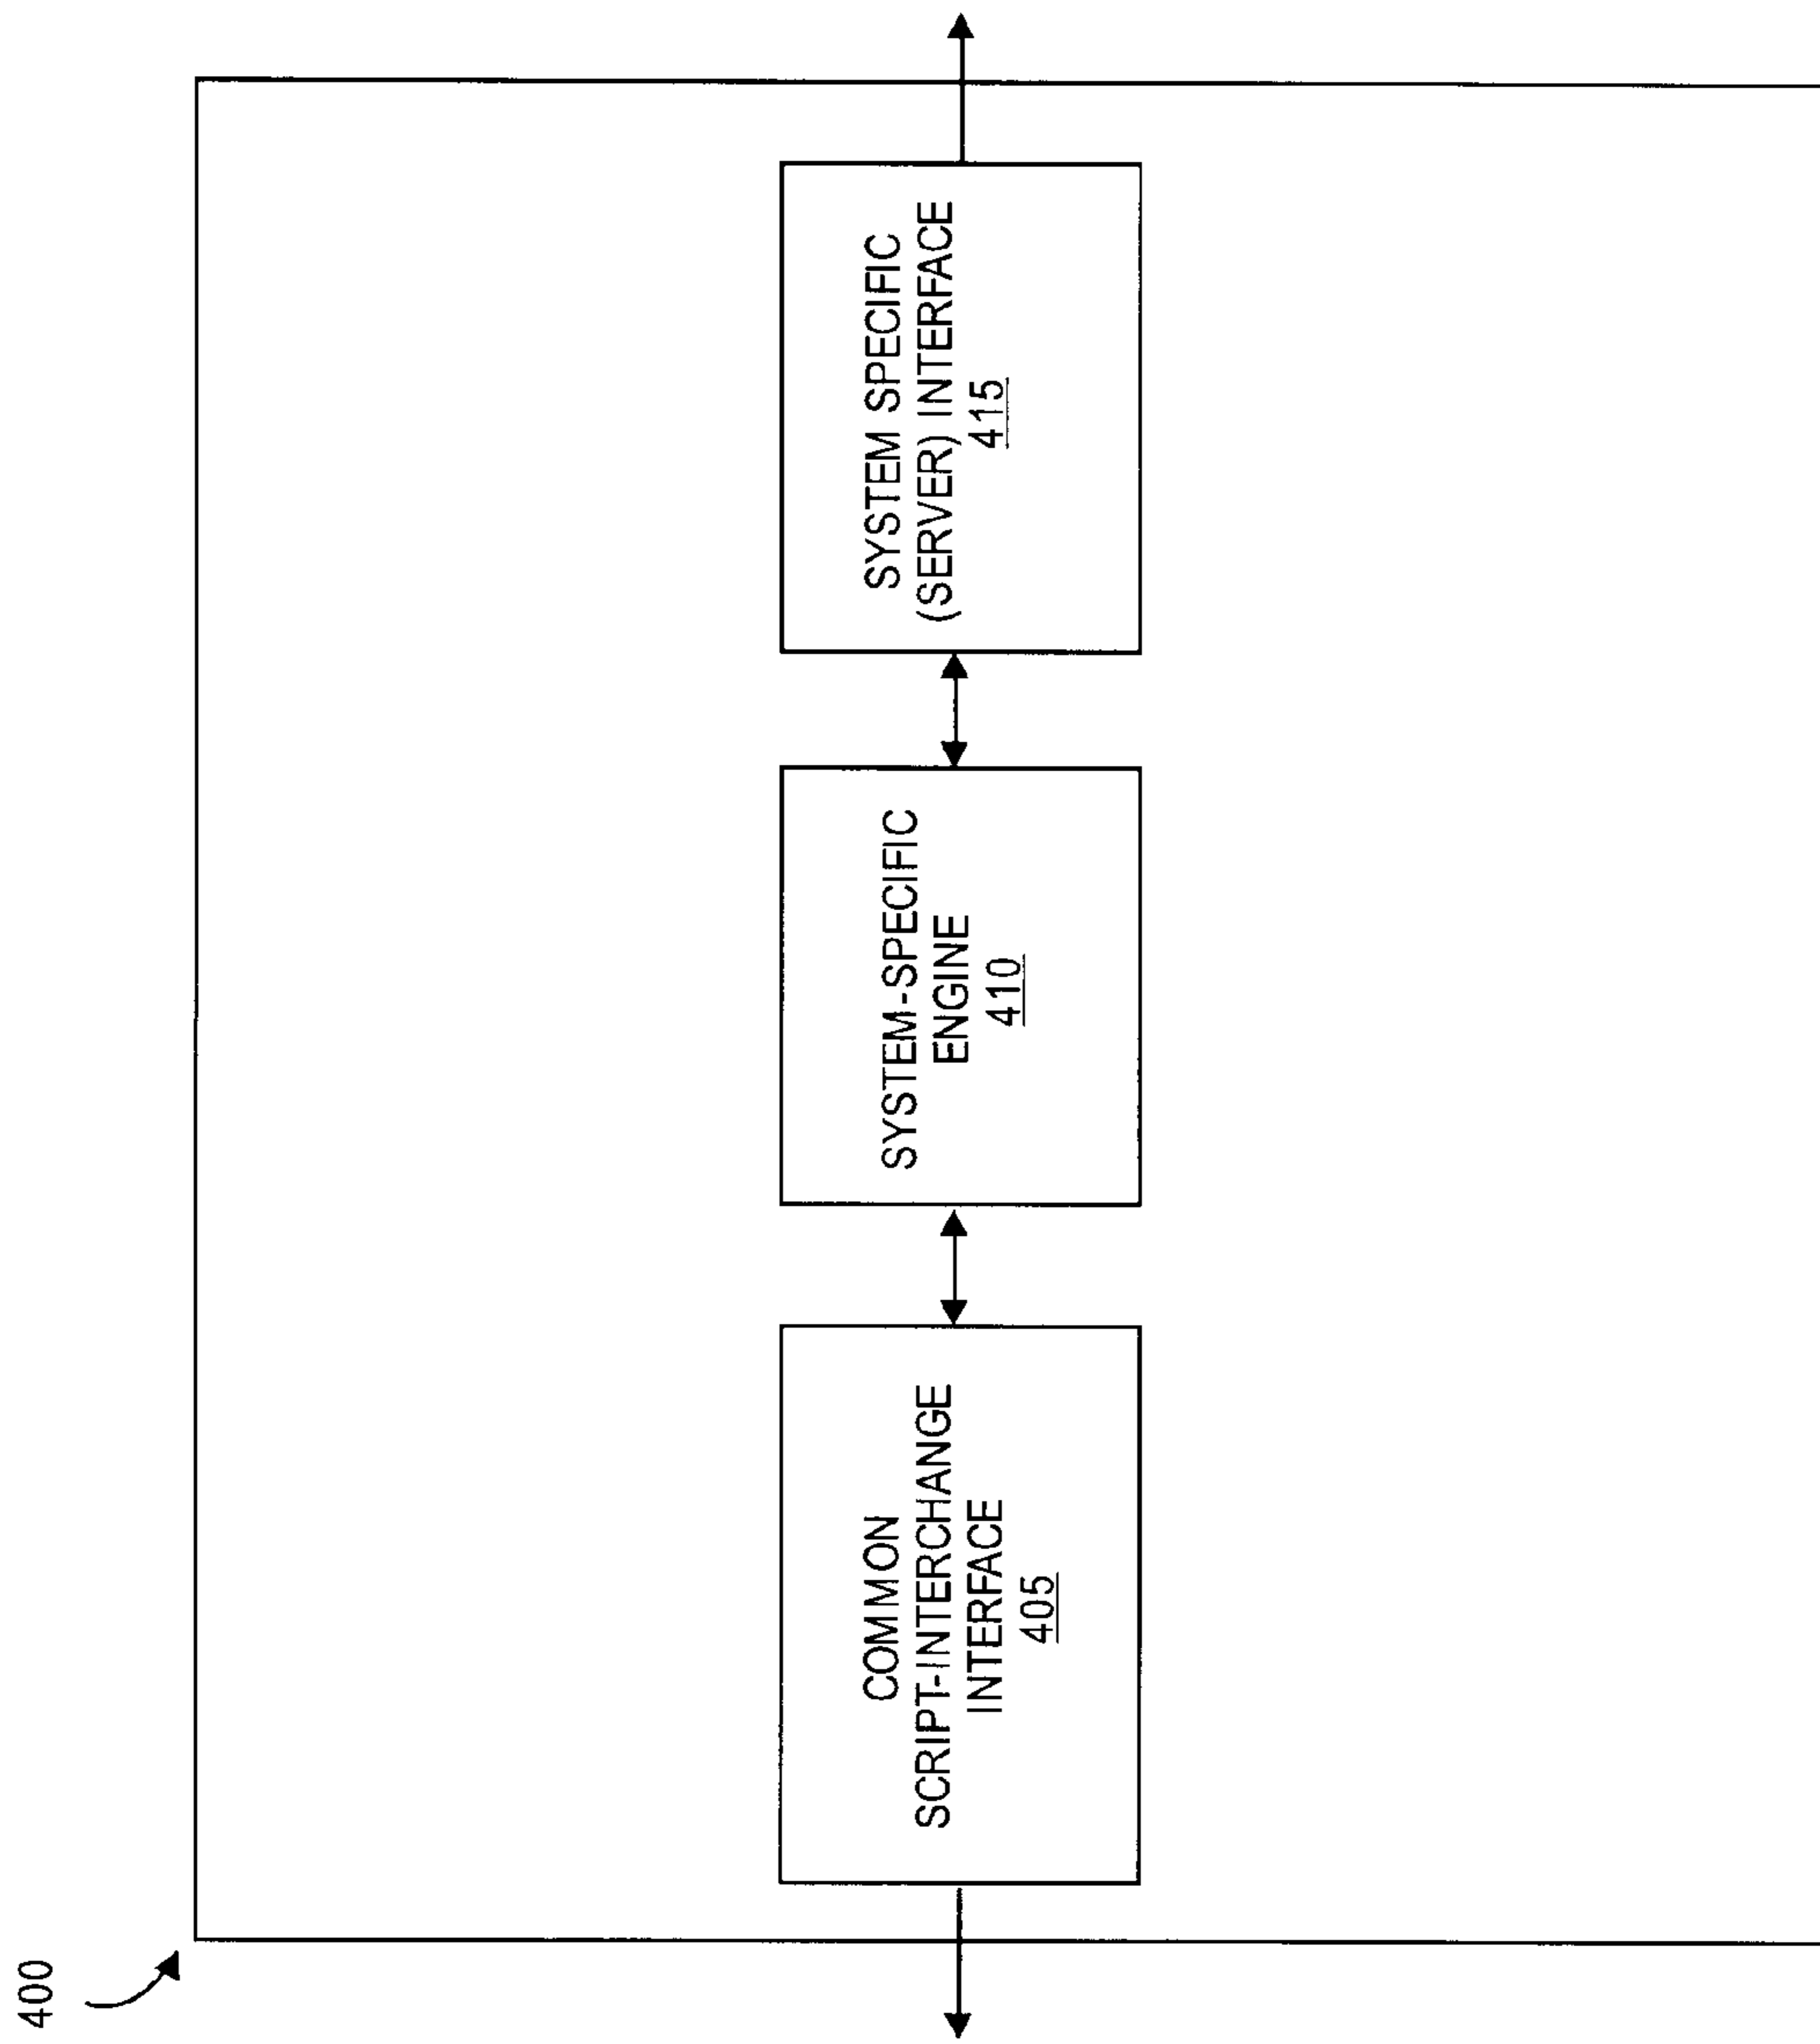 400
COMMON
SCRIPT-INTERCHANGE
INTERFACE
405
SYSTEM-SPECIFIC
ENGINE
410
SYSTEM SPECIFIC
(SERVER) INTERFACE
415